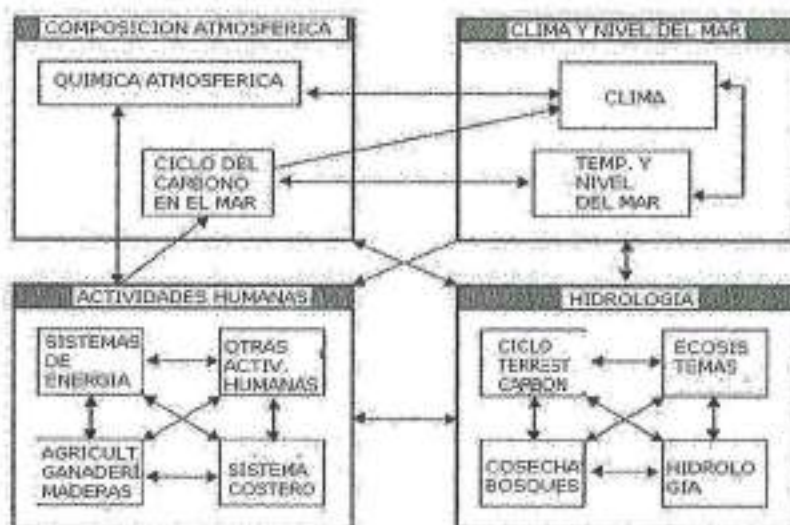 COMPOSICION ATMOSFERICA
QUIMICA ATMOSFERICA
CICLO DEL
CARBONO
EN EL MAR
CLIMA Y NIVEL DEL MAR
CLIMA
TEMP. Y
NIVEL
DEL MAR
ACTIVIDADES HUMANAS
SISTEMAS
DE
ENERGIA
OTRAS
ACTIV.
HUMANAS
AGRICULT.
GANADERÍ
MADERAS
SISTEMA
COSTERO
HIDROLOGIA
CICLO
TERREST
CARBON
ECOSIS
TEMAS
COSECHA
BOSQUES
HIDROLO
GIA